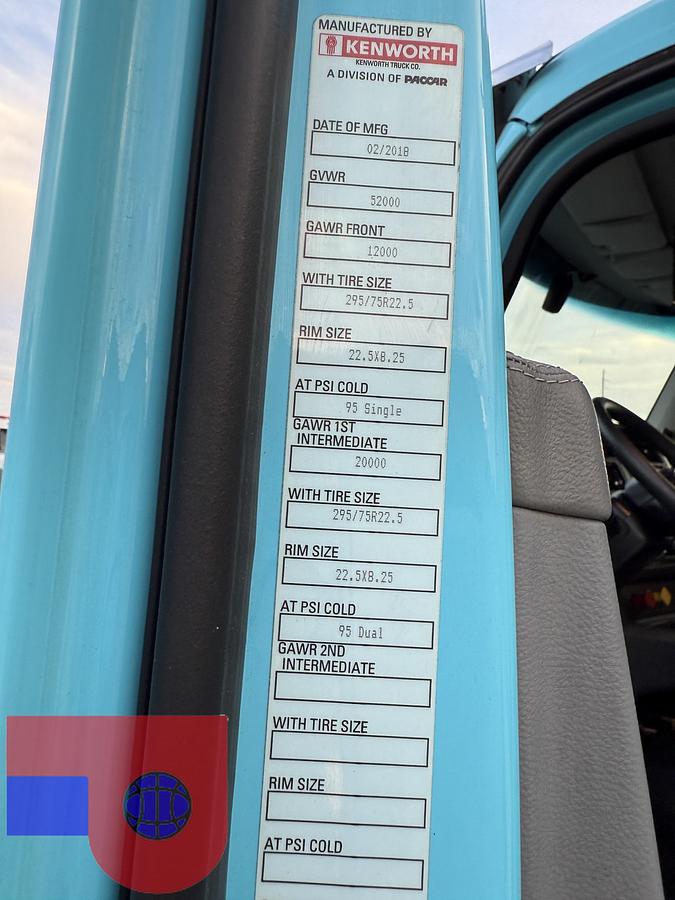 MANUFACTURED BY
KENWORTH
KENWORTH TRUCK CO.
A DIVISION OF PACCAR
DATE OF MFG
02/2018
GVWR
52000
GAWR FRONT
12000
WITH TIRE SIZE
295/75R22.5
RIM SIZE
22.5X8.25
AT PSI COLD
95 Single
GAWR 1ST
INTERMEDIATE
20000
WITH TIRE SIZE
295/75R22.5
RIM SIZE
22.5X8.25
AT PSI COLD
95 Dual
GAWR 2ND
INTERMEDIATE
WITH TIRE SIZE
RIM SIZE
AT PSI COLD